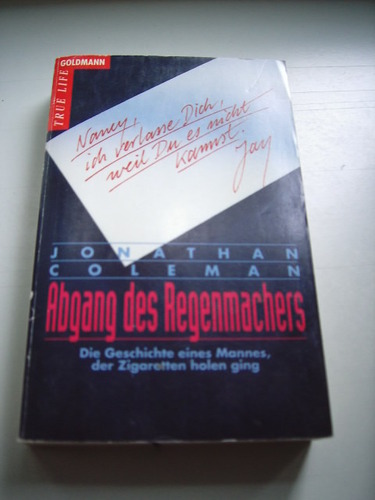 GOLDMANN
TRUE LIFE
Nancy,
ich verlasse Dich,
weil Du es nicht
kannst.
Jay
JONATHAN
COLEMAN
Abgang des Regenmachers
Die Geschichte eines Mannes,
der Zigaretten holen ging